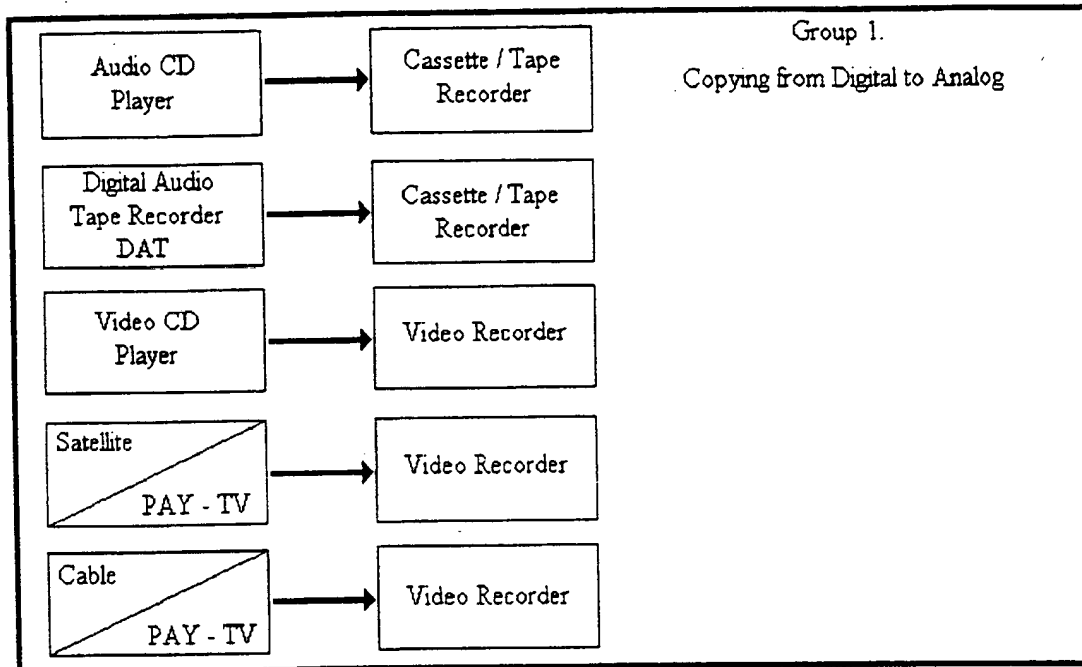 Group 1.
Copying from Digital to Analog
Audio CD
Player
Cassette / Tape
Recorder
Digital Audio
Tape Recorder
DAT
Cassette / Tape
Recorder
Video CD
Player
Video Recorder
Satellite
PAY - TV
Video Recorder
Cable
PAY - TV
Video Recorder